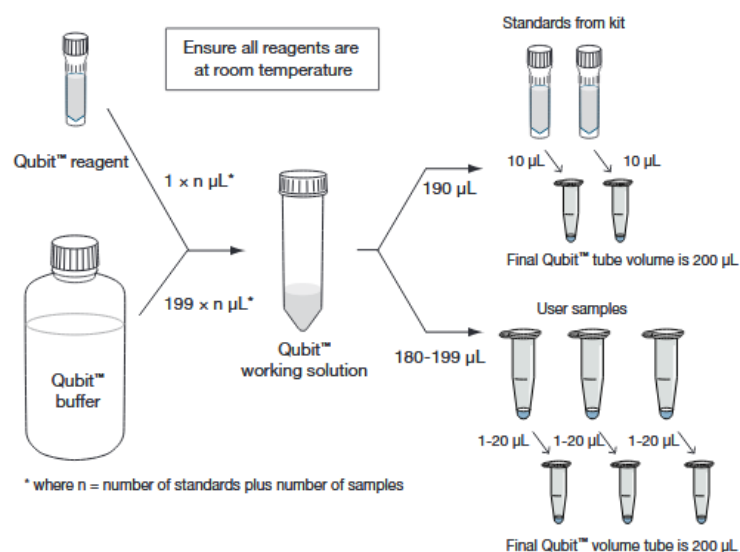 Ensure all reagents are
at room temperature
Standards from kit
Qubit™ reagent
1 × n µL*
199 × n µL*
Qubit™
buffer
Qubit™
working solution
190 µL
10 µL
10 µL
Final Qubit™ tube volume is 200 µL
180-199 µL
User samples
1-20 µL
1-20 µL
1-20 µL
Final Qubit™ volume tube is 200 µL
* where n = number of standards plus number of samples